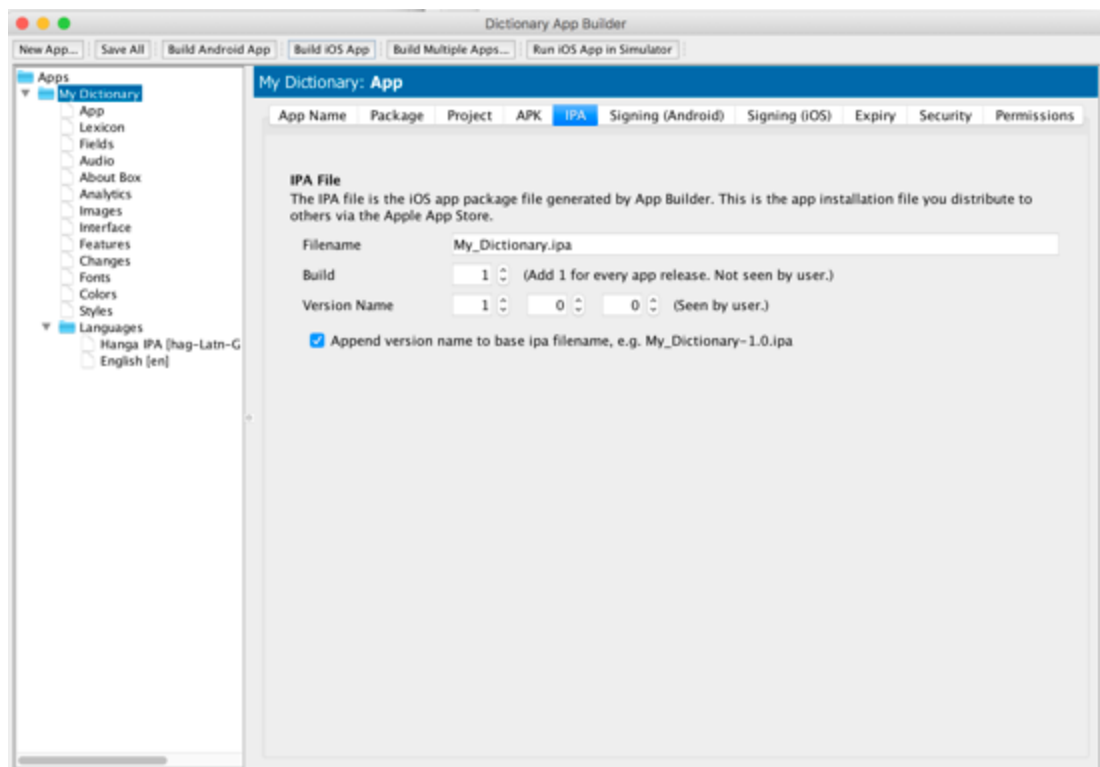 Dictionary App Builder
New App... Save All Build Android App Build iOS App Build Multiple Apps... Run iOS App in Simulator
Apps
My Dictionary
App
Lexicon
Fields
Audio
About Box
Analytics
Images
Interface
Features
Changes
Fonts
Colors
Styles
Languages
Hanga IPA [hag-Latn-G
English [en]
My Dictionary: App
App Name Package Project APK IPA Signing (Android) Signing (iOS) Expiry Security Permissions
IPA File
The IPA file is the iOS app package file generated by App Builder. This is the app installation file you distribute to
others via the Apple App Store.
Filename My_Dictionary.ipa
Build 1 (Add 1 for every app release. Not seen by user.)
Version Name 1 0 0 (Seen by user.)
Append version name to base ipa filename, e.g. My_Dictionary-1.0.ipa